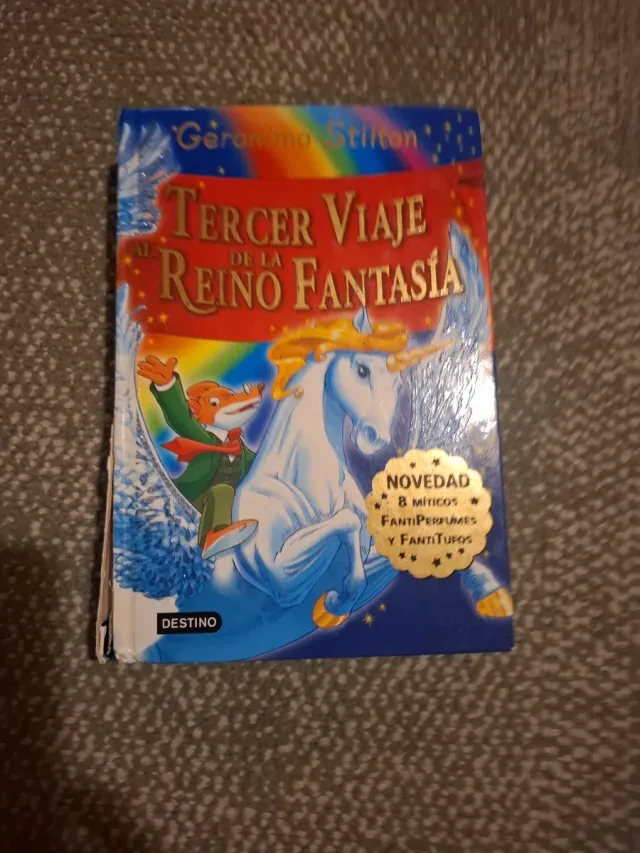 Geronimo Stilton
TERCER VIAJE
AL
DE LA
REINO FANTASÍA
NOVEDAD
8 MÍTICOS
FANTIPERFUMES
Y FANTITUFOS
DESTINO